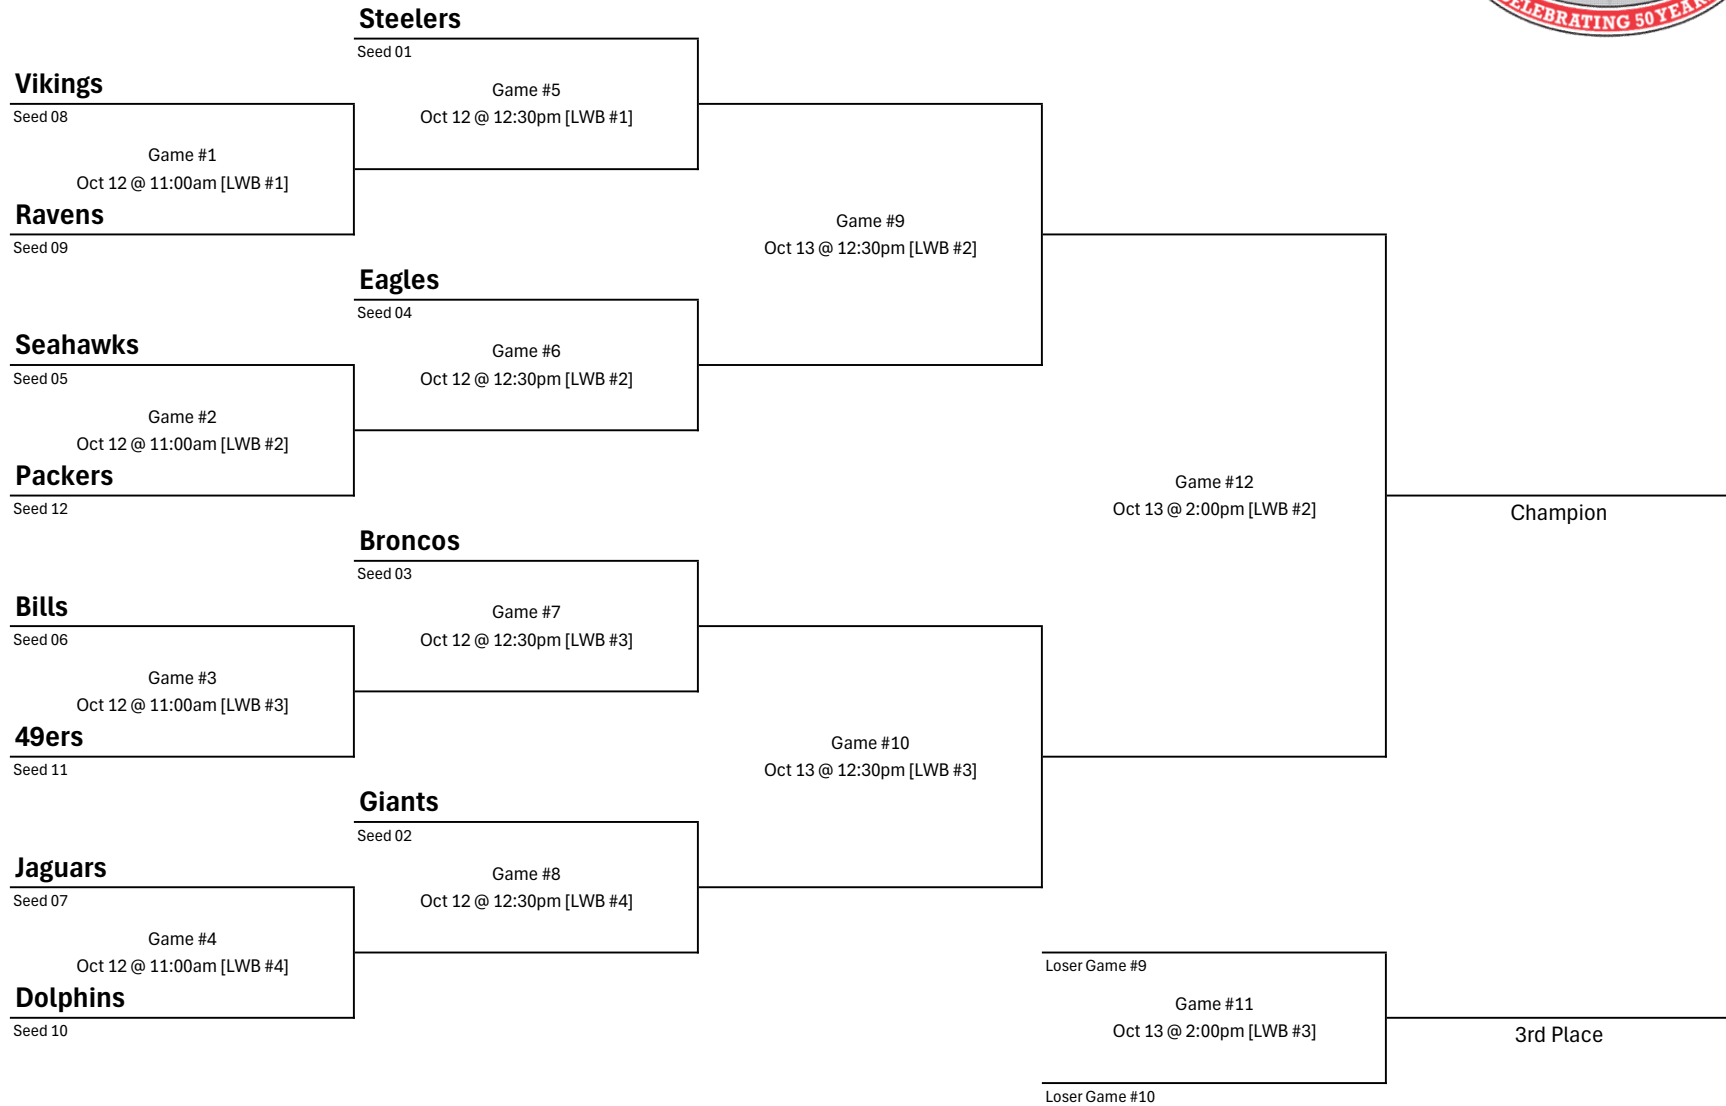 CELEBRATING 50 YEAR
Steelers
Seed 01
Game #5
Oct 12 @ 12:30pm [LWB #1]
Vikings
Seed 08
Game #1
Oct 12 @ 11:00am [LWB #1]
Ravens
Seed 09
Game #9
Oct 13 @ 12:30pm [LWB #2]
Eagles
Seed 04
Game #6
Oct 12 @ 12:30pm [LWB #2]
Seahawks
Seed 05
Game #2
Oct 12 @ 11:00am [LWB #2]
Packers
Seed 12
Game #12
Oct 13 @ 2:00pm [LWB #2]
Champion
Broncos
Seed 03
Game #7
Oct 12 @ 12:30pm [LWB #3]
Bills
Seed 06
Game #3
Oct 12 @ 11:00am [LWB #3]
49ers
Seed 11
Game #10
Oct 13 @ 12:30pm [LWB #3]
Giants
Seed 02
Game #8
Oct 12 @ 12:30pm [LWB #4]
Jaguars
Seed 07
Game #4
Oct 12 @ 11:00am [LWB #4]
Dolphins
Seed 10
Loser Game #9
Game #11
Oct 13 @ 2:00pm [LWB #3]
3rd Place
Loser Game #10